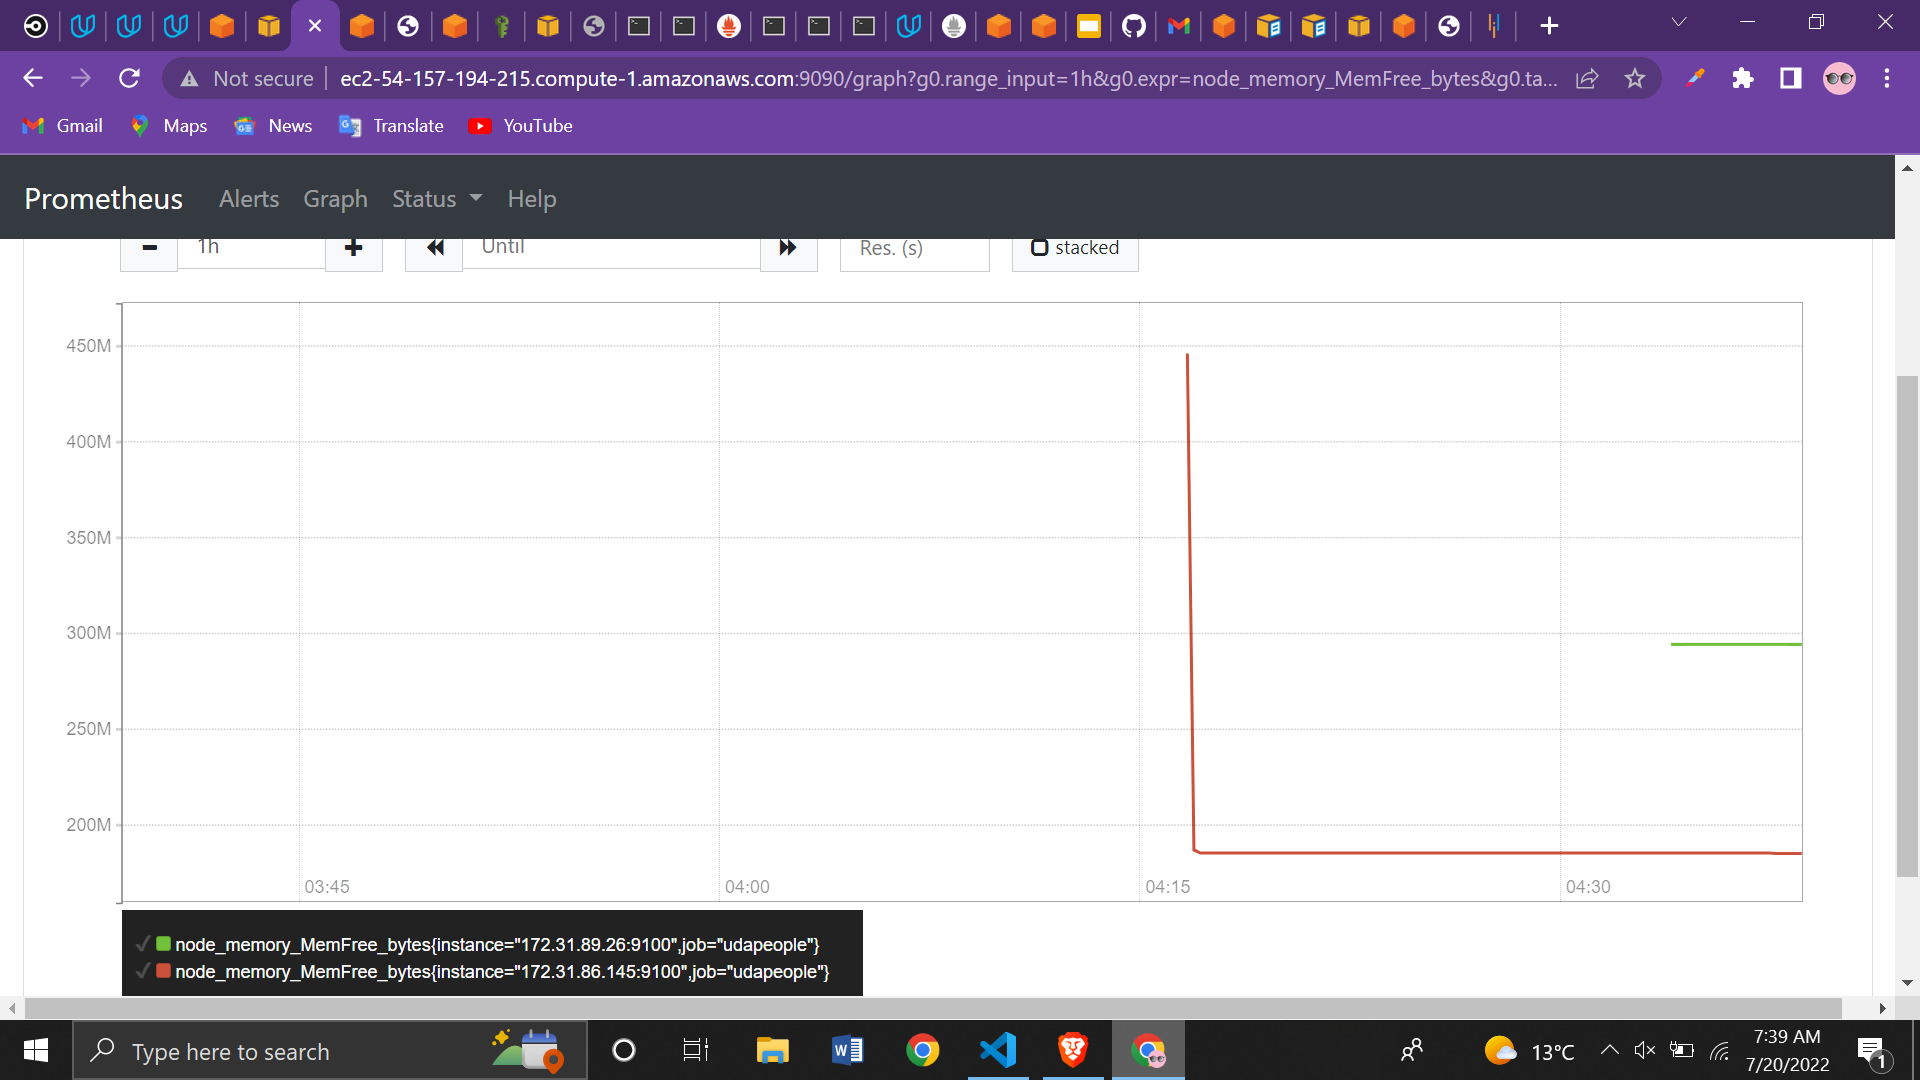 Not secure
ec2-54-157-194-215.compute-1.amazonaws.com:9090/graph?g0.range_input=1h&g0.expr=node_memory_MemFree_bytes&g0.ta...
Gmail
Maps
News
Translate
YouTube
Prometheus
Alerts
Graph
Status
Help
1h
Until
Res. (s)
stacked
450M
400M
350M
300M
250M
200M
03:45
04:00
04:15
04:30
node_memory_MemFree_bytes{instance="172.31.89.26:9100",job="udapeople"}
node_memory_MemFree_bytes{instance="172.31.86.145:9100",job="udapeople"}
Type here to search
13°C
7:39 AM
7/20/2022
1